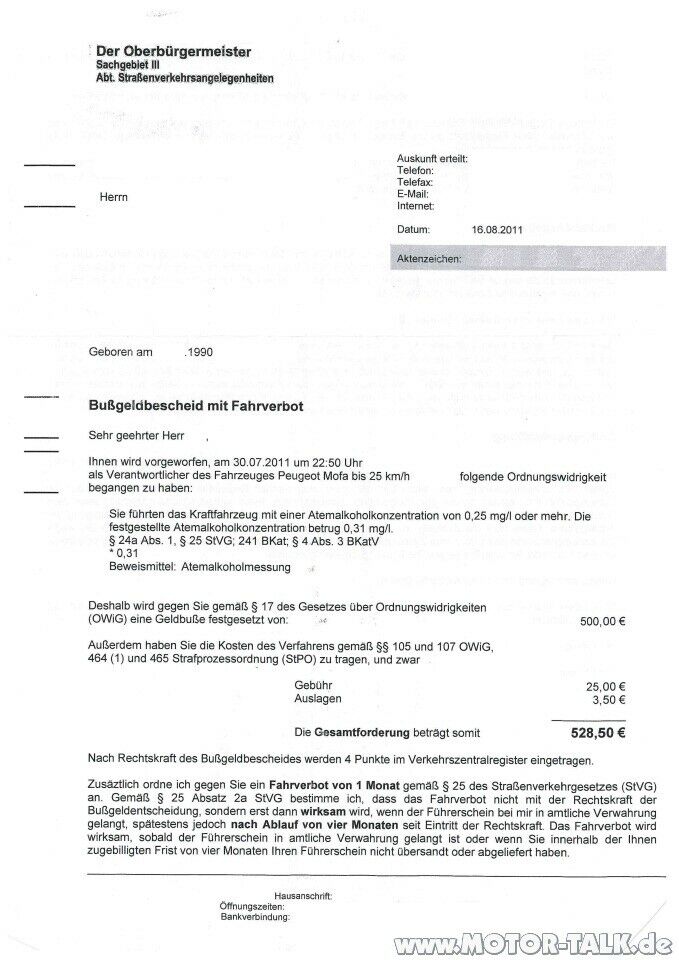 Der Oberbürgermeister
Sachgebiet III
Abt. Straßenverkehrsangelegenheiten
Auskunft erteilt:
Telefon:
Telefax:
E-Mail:
Internet:
Herrn
Datum: 16.08.2011
Aktenzeichen:
Geboren am .1990
Bußgeldbescheid mit Fahrverbot
Sehr geehrter Herr ,
Ihnen wird vorgeworfen, am 30.07.2011 um 22:50 Uhr
als Verantwortlicher des Fahrzeuges Peugeot Mofa bis 25 km/h folgende Ordnungswidrigkeit
begangen zu haben:
Sie führten das Kraftfahrzeug mit einer Atemalkoholkonzentration von 0,25 mg/l oder mehr. Die
festgestellte Atemalkoholkonzentration betrug 0,31 mg/l.
§ 24a Abs. 1, § 25 StVG; 241 BKat; § 4 Abs. 3 BKatV
* 0,31
Beweismittel: Atemalkoholmessung
Deshalb wird gegen Sie gemäß § 17 des Gesetzes über Ordnungswidrigkeiten
(OWiG) eine Geldbuße festgesetzt von: 500,00 €
Außerdem haben Sie die Kosten des Verfahrens gemäß §§ 105 und 107 OWiG,
464 (1) und 465 Strafprozessordnung (StPO) zu tragen, und zwar
Gebühr 25,00 €
Auslagen 3,50 €
Die Gesamtforderung beträgt somit 528,50 €
Nach Rechtskraft des Bußgeldbescheides werden 4 Punkte im Verkehrszentralregister eingetragen.
Zusätzlich ordne ich gegen Sie ein Fahrverbot von 1 Monat gemäß § 25 des Straßenverkehrgesetzes (StVG)
an. Gemäß § 25 Absatz 2a StVG bestimme ich, dass das Fahrverbot nicht mit der Rechtskraft der
Bußgeldentscheidung, sondern erst dann wirksam wird, wenn der Führerschein bei mir in amtliche Verwahrung
gelangt, spätestens jedoch nach Ablauf von vier Monaten seit Eintritt der Rechtskraft. Das Fahrverbot wird
wirksam, sobald der Führerschein in amtliche Verwahrung gelangt ist oder wenn Sie innerhalb der Ihnen
zugebilligten Frist von vier Monaten Ihren Führerschein nicht übersandt oder abgeliefert haben.
Hausanschrift:
Öffnungszeiten:
Bankverbindung:
www.MOTOR-TALK.de